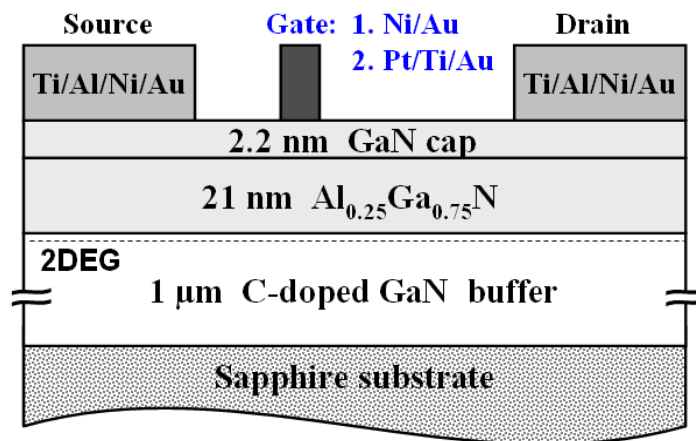 Source
Gate: 1. Ni/Au
2. Pt/Ti/Au
Drain
Ti/Al/Ni/Au
Ti/Al/Ni/Au
2.2 nm GaN cap
21 nm Al₀.₂₅Ga₀.₇₅N
2DEG
1 μm C-doped GaN buffer
Sapphire substrate